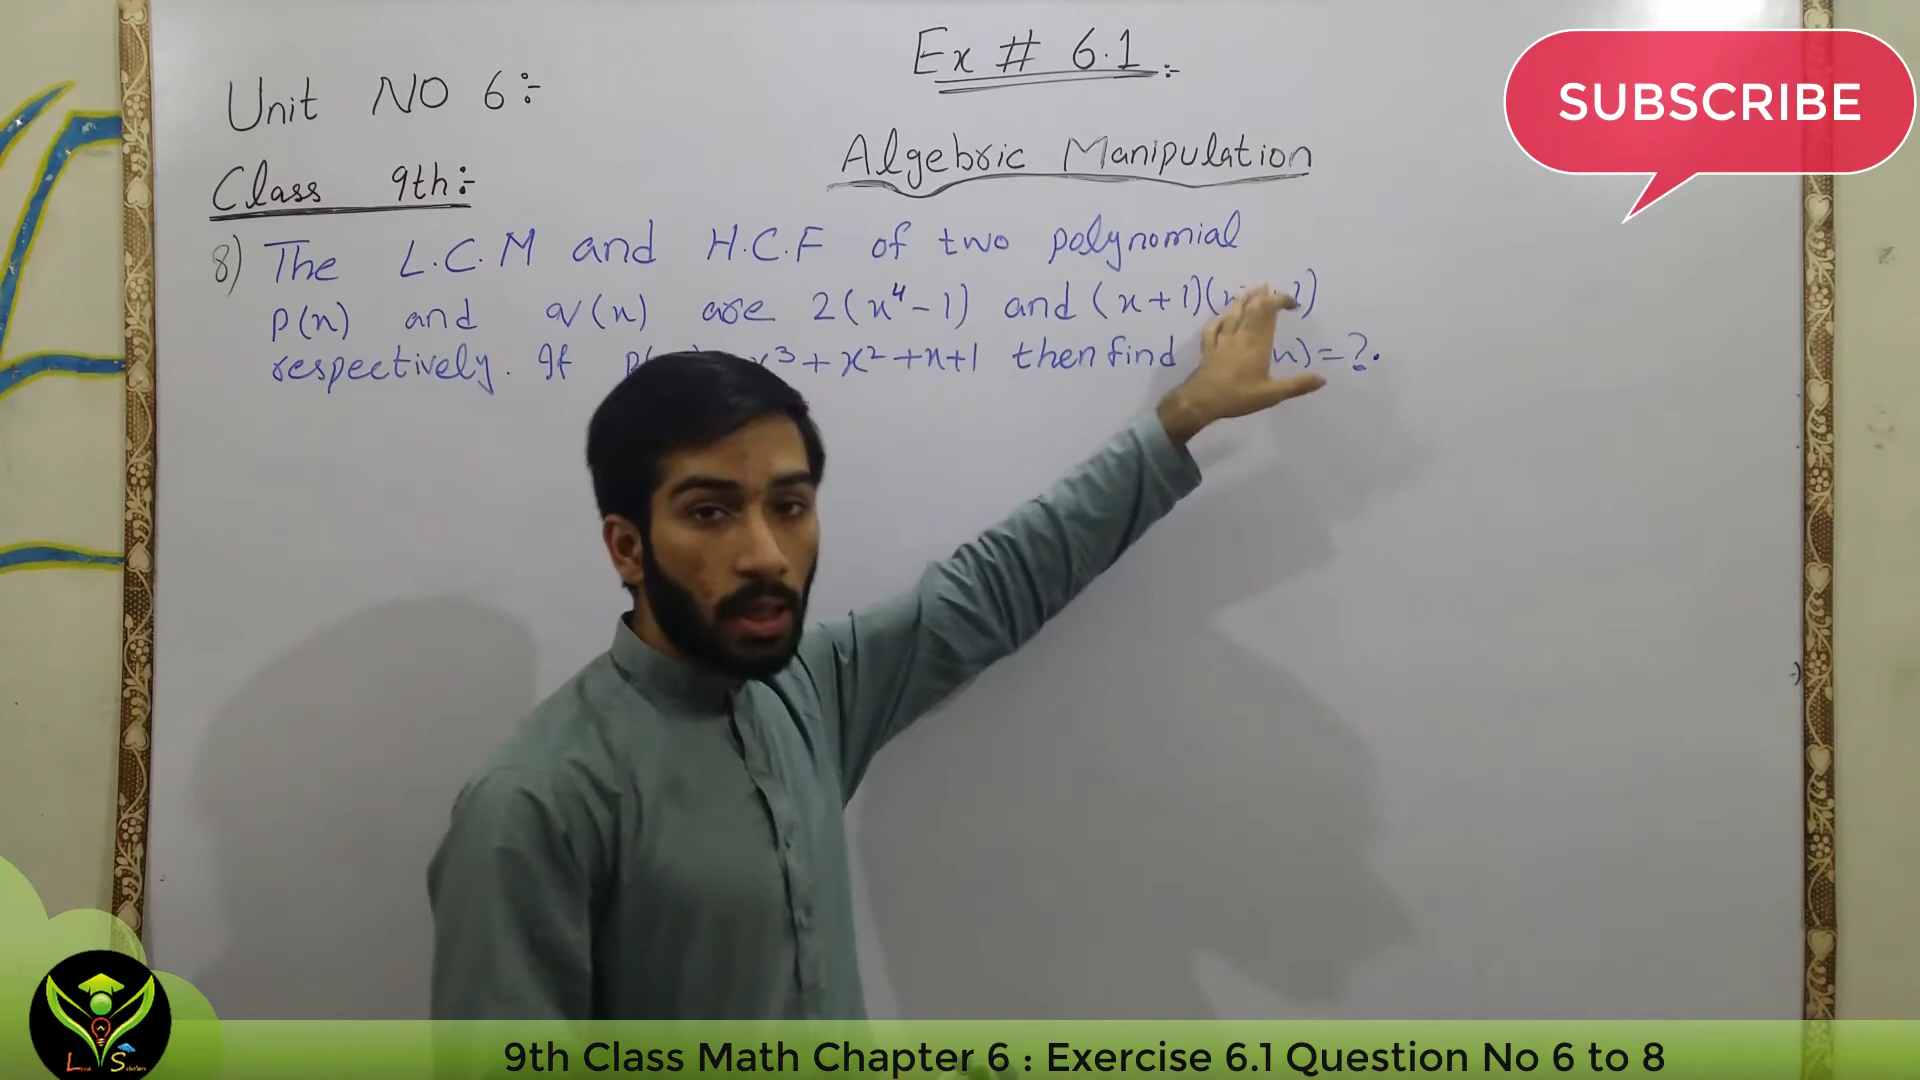 Ex # 6.1 :-
SUBSCRIBE
Unit NO 6 :-
Algebric Manipulation
Class 9th :-
8) The L.C.M and H.C.F of two polynomial
P(x) and q(x) are 2(x⁴-1) and (x+1)(
respectively. If x³+x²+x+1 then find x)=?.
9th Class Math Chapter 6 : Exercise 6.1 Question No 6 to 8
L S